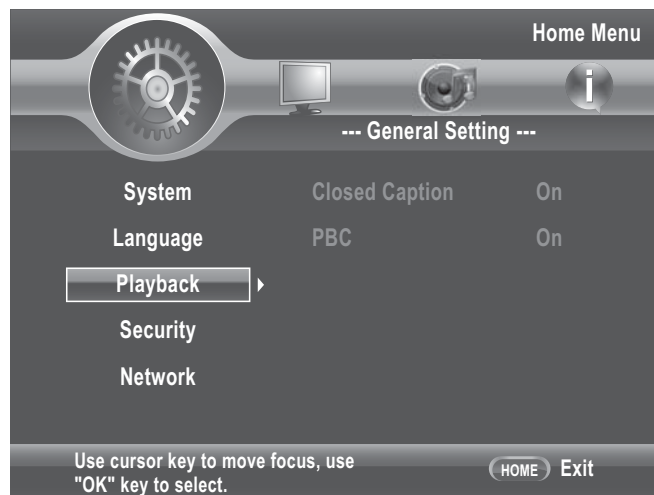 Home Menu
--- General Setting ---
System
Closed Caption On
Language
PBC On
Playback
Security
Network
Use cursor key to move focus, use
"OK" key to select.
HOME Exit